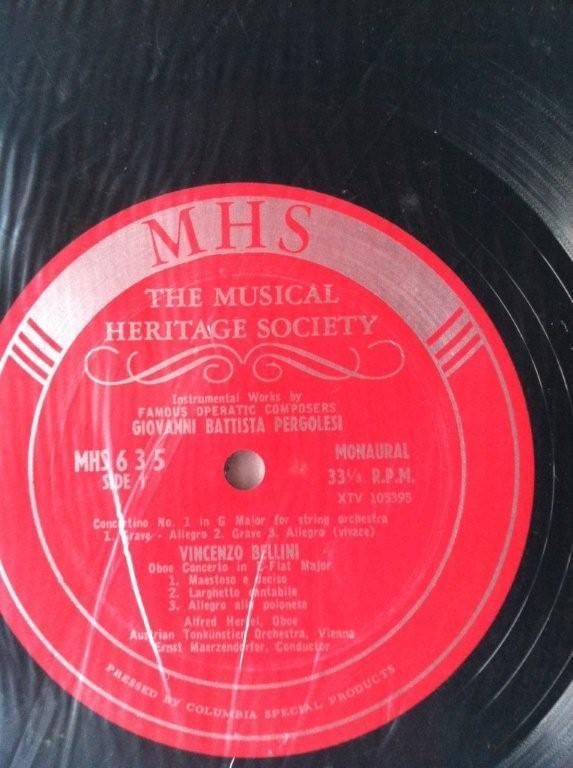 MHS
THE MUSICAL
HERITAGE SOCIETY
Instrumental Works by
FAMOUS OPERATIC COMPOSERS
GIOVANNI BATTISTA PERGOLESI
MHS 635
SIDE 1
MONAURAL
33⅓ R.P.M.
XTV 105395
Concertino No. 1 in G Major for string orchestra
1. Grave - Allegro 2. Grave 3. Allegro (vivace)
VINCENZO BELLINI
Oboe Concerto in E-Flat Major
1. Maestoso e deciso
2. Larghetto cantabile
3. Allegro alla polonese
Alfred Hertel, Oboe
Austrian Tonkünstler Orchestra, Vienna
Ernst Maerzendorfer, Conductor
PRESSED BY COLUMBIA SPECIAL PRODUCTS